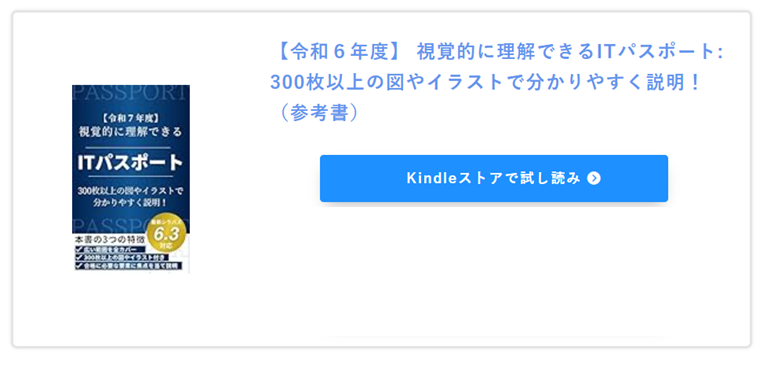 【令和６年度】 視覚的に理解できるITパスポート:
300枚以上の図やイラストで分かりやすく説明！
（参考書）
Kindleストアで試し読み
PASSPORT
【令和７年度】
視覚的に理解できる
ITパスポート
300枚以上の図やイラストで
分かりやすく説明！
PASSPORT
最新シラバス
6.3
対応
本書の3つの特徴
広い範囲を全カバー
300枚以上の図やイラスト付き
合格に必要な要素に焦点を当て説明